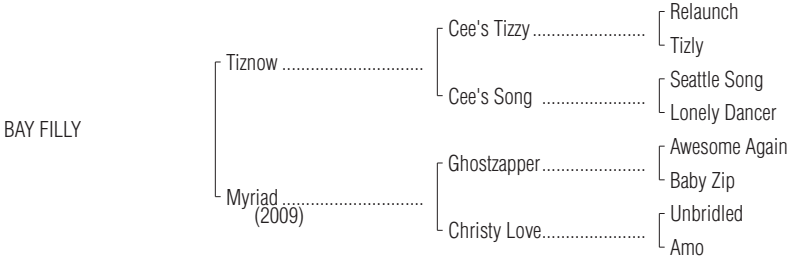 Relaunch
Cee's Tizzy ........................
Tizly
Tiznow ..............................
Seattle Song
Cee's Song ......................
Lonely Dancer
BAY FILLY
Awesome Again
Ghostzapper......................
Baby Zip
Myriad ..............................
(2009)
Unbridled
Christy Love......................
Amo